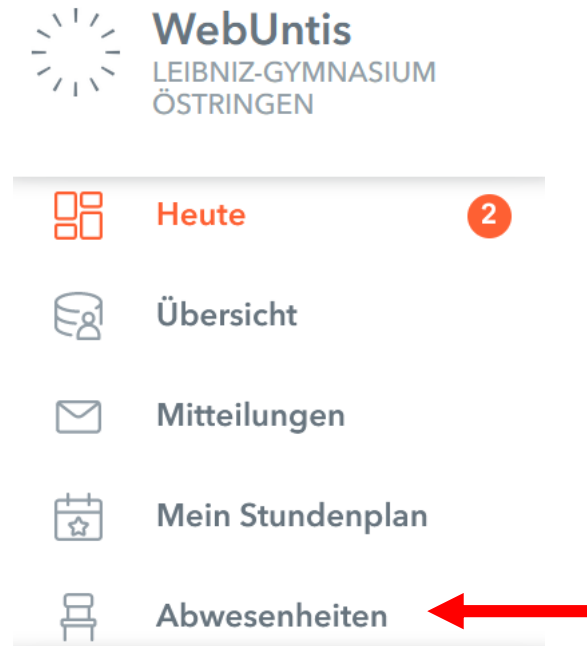 WebUntis
LEIBNIZ-GYMNASIUM
ÖSTRINGEN
Heute 2
Übersicht
Mitteilungen
Mein Stundenplan
Abwesenheiten